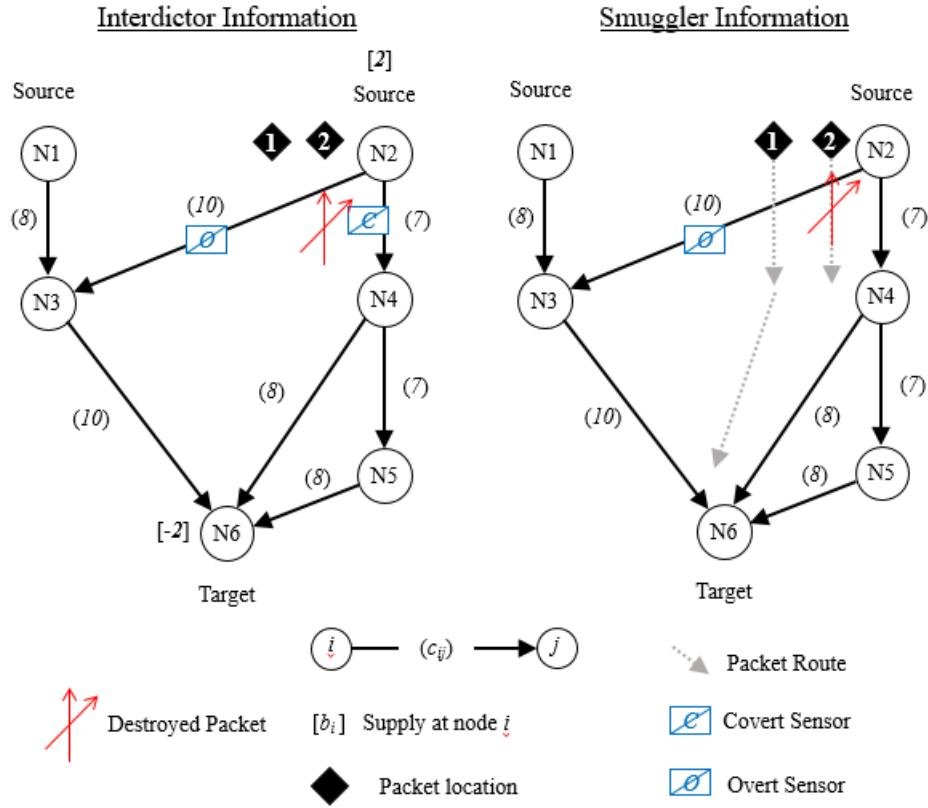 Interdictor Information
[2]
Source
Source
N1
1
2
N2
(8)
(10)
O
C
(7)
N3
N4
(10)
(8)
(7)
N5
(8)
[-2]
N6
Target
Smuggler Information
Source
Source
N1
1
2
N2
(8)
(10)
O
(7)
N3
N4
(10)
(8)
(7)
N5
(8)
N6
Target
i
(cij)
j
Packet Route
Destroyed Packet
[bi] Supply at node i
Covert Sensor
C
Packet location
Overt Sensor
O